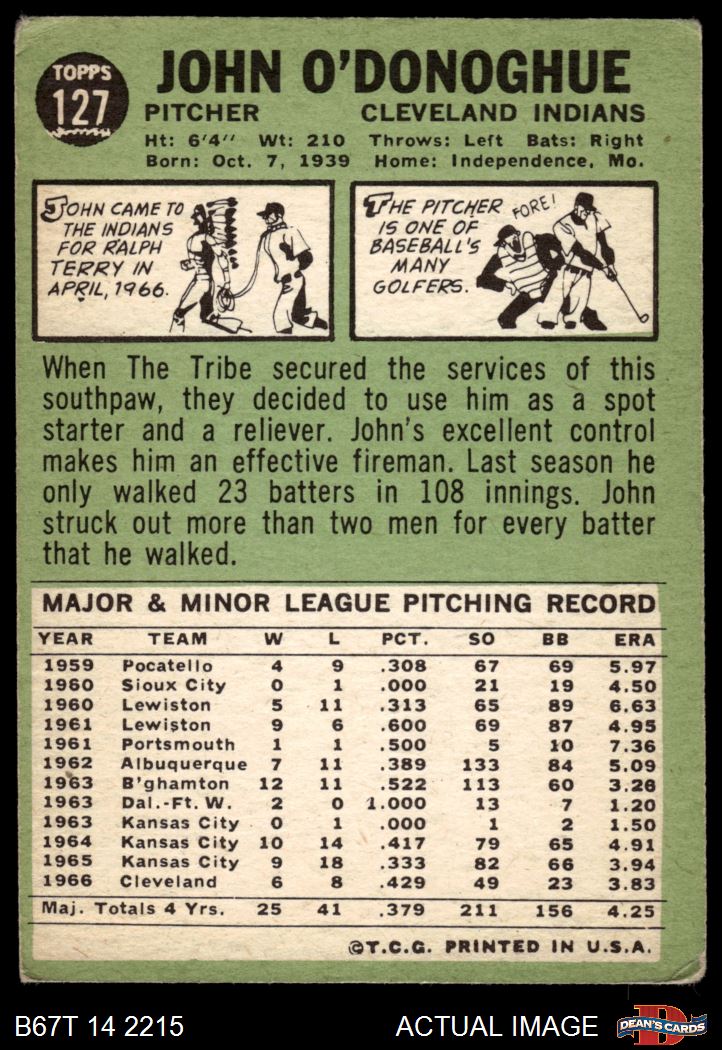 TOPPS
127
JOHN O'DONOGHUE
PITCHER CLEVELAND INDIANS
Ht: 6'4" Wt: 210 Throws: Left Bats: Right
Born: Oct. 7, 1939 Home: Independence, Mo.
JOHN CAME TO
THE INDIANS
FOR RALPH
TERRY IN
APRIL, 1966.
THE PITCHER
IS ONE OF
BASEBALL'S
MANY
GOLFERS.
FORE!
When The Tribe secured the services of this
southpaw, they decided to use him as a spot
starter and a reliever. John's excellent control
makes him an effective fireman. Last season he
only walked 23 batters in 108 innings. John
struck out more than two men for every batter
that he walked.
MAJOR & MINOR LEAGUE PITCHING RECORD
YEAR TEAM W L PCT. SO BB ERA
1959 Pocatello 4 9 .308 67 69 5.97
1960 Sioux City 0 1 .000 21 19 4.50
1960 Lewiston 5 11 .313 65 89 6.63
1961 Lewiston 9 6 .600 69 87 4.95
1961 Portsmouth 1 1 .500 5 10 7.36
1962 Albuquerque 7 11 .389 133 84 5.09
1963 B'ghamton 12 11 .522 113 60 3.26
1963 Dal.-Ft. W. 2 0 1.000 13 7 1.20
1963 Kansas City 0 1 .000 1 2 1.50
1964 Kansas City 10 14 .417 79 65 4.91
1965 Kansas City 9 18 .333 82 66 3.94
1966 Cleveland 6 8 .429 49 23 3.83
Maj. Totals 4 Yrs. 25 41 .379 211 156 4.25
©T.C.G. PRINTED IN U.S.A.
B67T 14 2215 ACTUAL IMAGE
D
DEAN'S CARDS